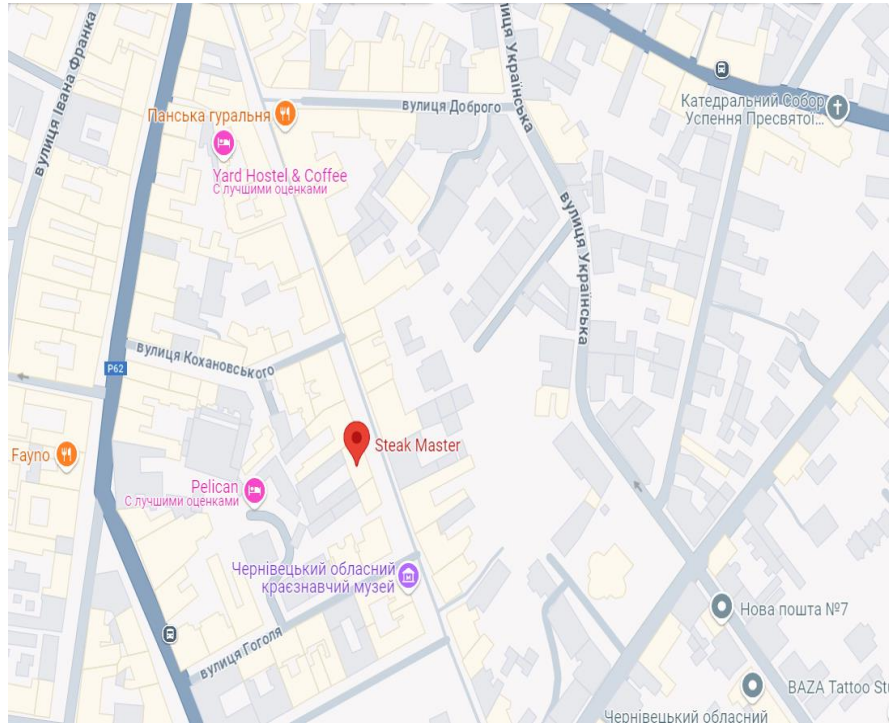 вулиця Івана Франка
вулиця Українська
вулиця Доброго
Панська гуральня
Катедральний Собор
Успення Пресвятої...
Yard Hostel & Coffee
С лучшими оценками
вулиця Українська
вулиця Кохановського
P62
Steak Master
Fayno
Pelican
С лучшими оценками
Чернівецький обласний
краєзнавчий музей
Нова пошта №7
вулиця Гоголя
BAZA Tattoo Stu
Чернівецький обласний